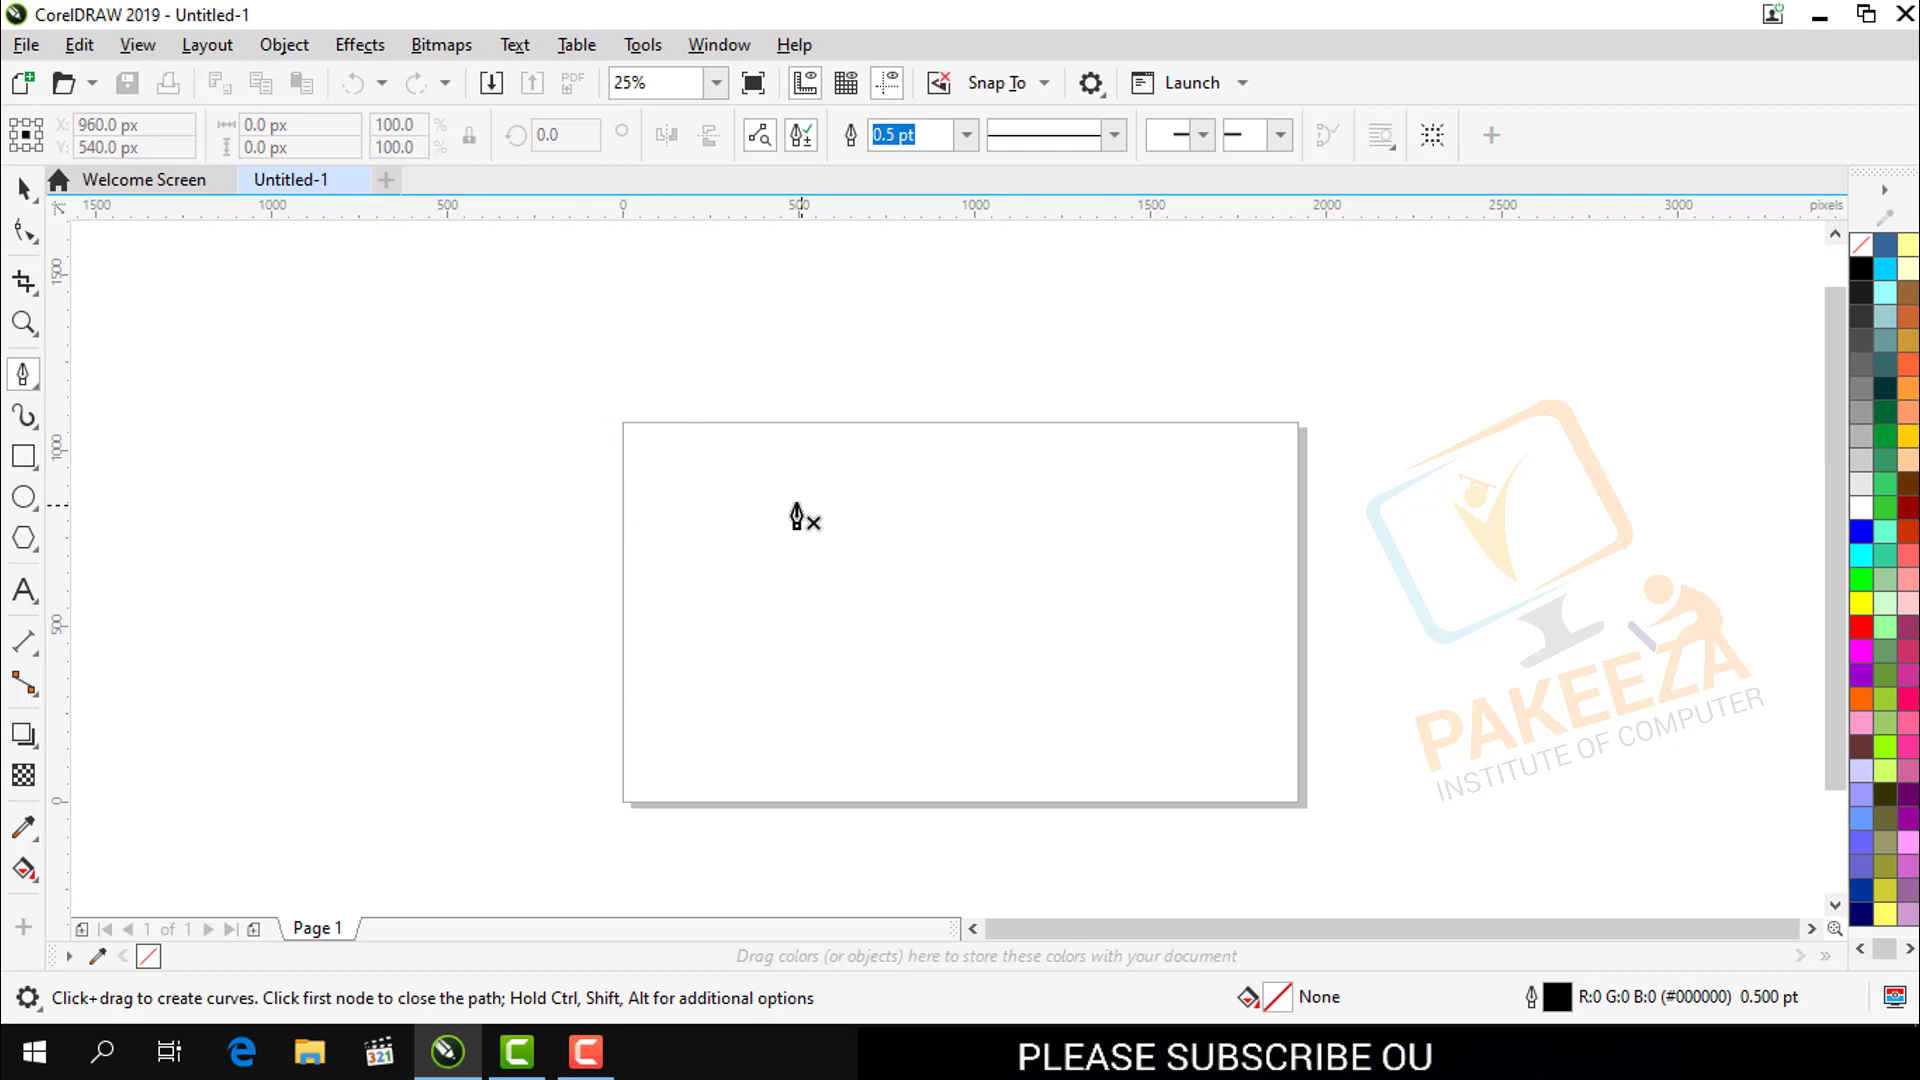 CorelDRAW 2019 - Untitled-1
File Edit View Layout Object Effects Bitmaps Text Table Tools Window Help
PDF 25% Snap To Launch
X: 960.0 px 0.0 px 100.0 % 0.0 0.5 pt
Y: 540.0 px 0.0 px 100.0 %
Welcome Screen Untitled-1
1500 1000 500 0 500 1000 1500 2000 2500 3000 pixels
1500
1000
500
0
PAKEEZA
INSTITUTE OF COMPUTER
1 of 1 Page 1
Drag colors (or objects) here to store these colors with your document
Click+drag to create curves. Click first node to close the path; Hold Ctrl, Shift, Alt for additional options None R:0 G:0 B:0 (#000000) 0.500 pt
321 PLEASE SUBSCRIBE OU